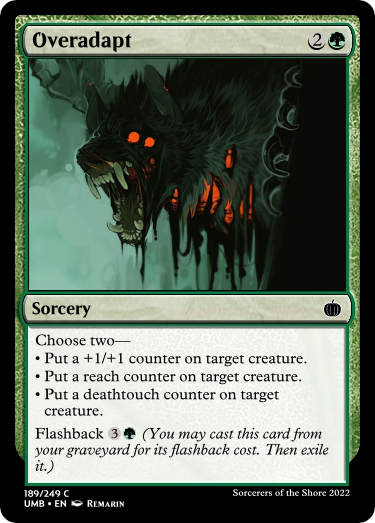 Overadapt 2
Sorcery
Choose two—
• Put a +1/+1 counter on target creature.
• Put a reach counter on target creature.
• Put a deathtouch counter on target
creature.
Flashback 3 (You may cast this card from
your graveyard for its flashback cost. Then exile
it.)
189/249 C
Sorcerers of the Shore 2022
UMB • EN Remarin